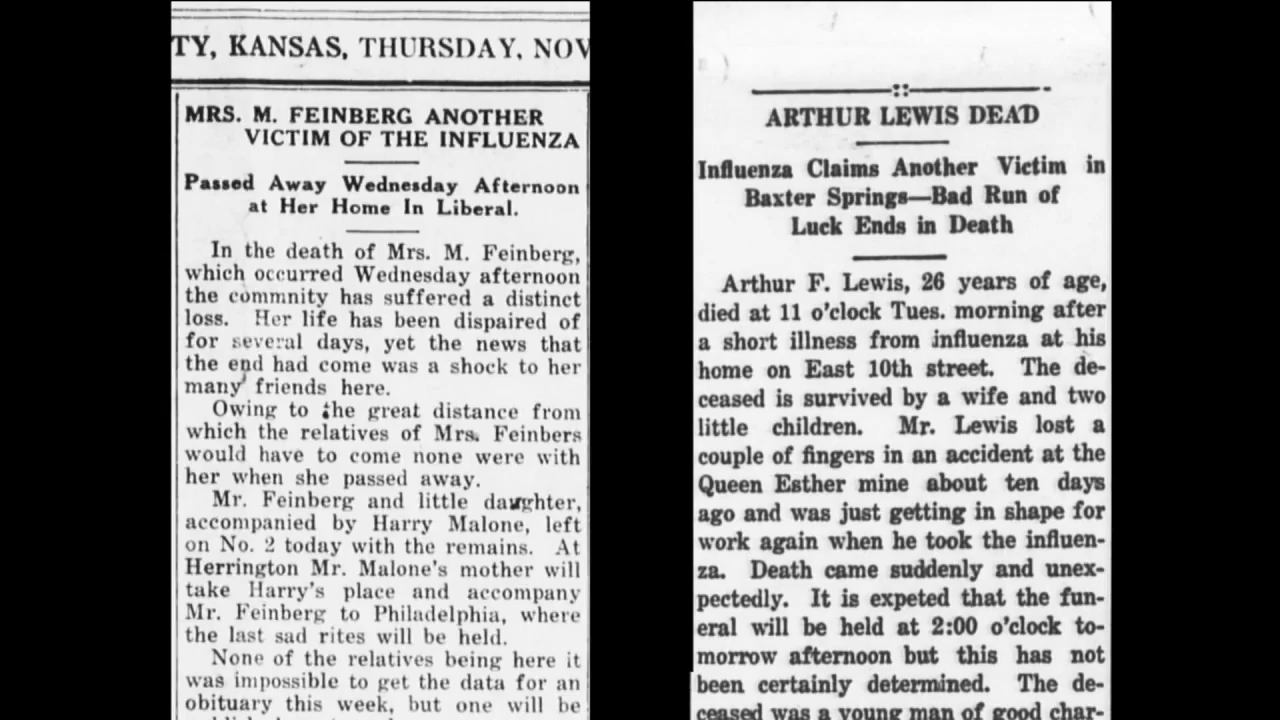 TY, KANSAS, THURSDAY, NOV
MRS. M. FEINBERG ANOTHER
VICTIM OF THE INFLUENZA
Passed Away Wednesday Afternoon
at Her Home In Liberal.
In the death of Mrs. M. Feinberg,
which occurred Wednesday afternoon
the commnity has suffered a distinct
loss. Her life has been dispaired of
for several days, yet the news that
the end had come was a shock to her
many friends here.
Owing to the great distance from
which the relatives of Mrs. Feinbers
would have to come none were with
her when she passed away.
Mr. Feinberg and little daughter,
accompanied by Harry Malone, left
on No. 2 today with the remains. At
Herrington Mr. Malone's mother will
take Harry's place and accompany
Mr. Feinberg to Philadelphia, where
the last sad rites will be held.
None of the relatives being here it
was impossible to get the data for an
obituary this week, but one will be
ARTHUR LEWIS DEAD
Influenza Claims Another Victim in
Baxter Springs—Bad Run of
Luck Ends in Death
Arthur F. Lewis, 26 years of age,
died at 11 o'clock Tues. morning after
a short illness from influenza at his
home on East 10th street. The de-
ceased is survived by a wife and two
little children. Mr. Lewis lost a
couple of fingers in an accident at the
Queen Esther mine about ten days
ago and was just getting in shape for
work again when he took the influen-
za. Death came suddenly and unex-
pectedly. It is expeted that the fun-
eral will be held at 2:00 o'clock to-
morrow afternoon but this has not
been certainly determined. The de-
ceased was a young man of good char-